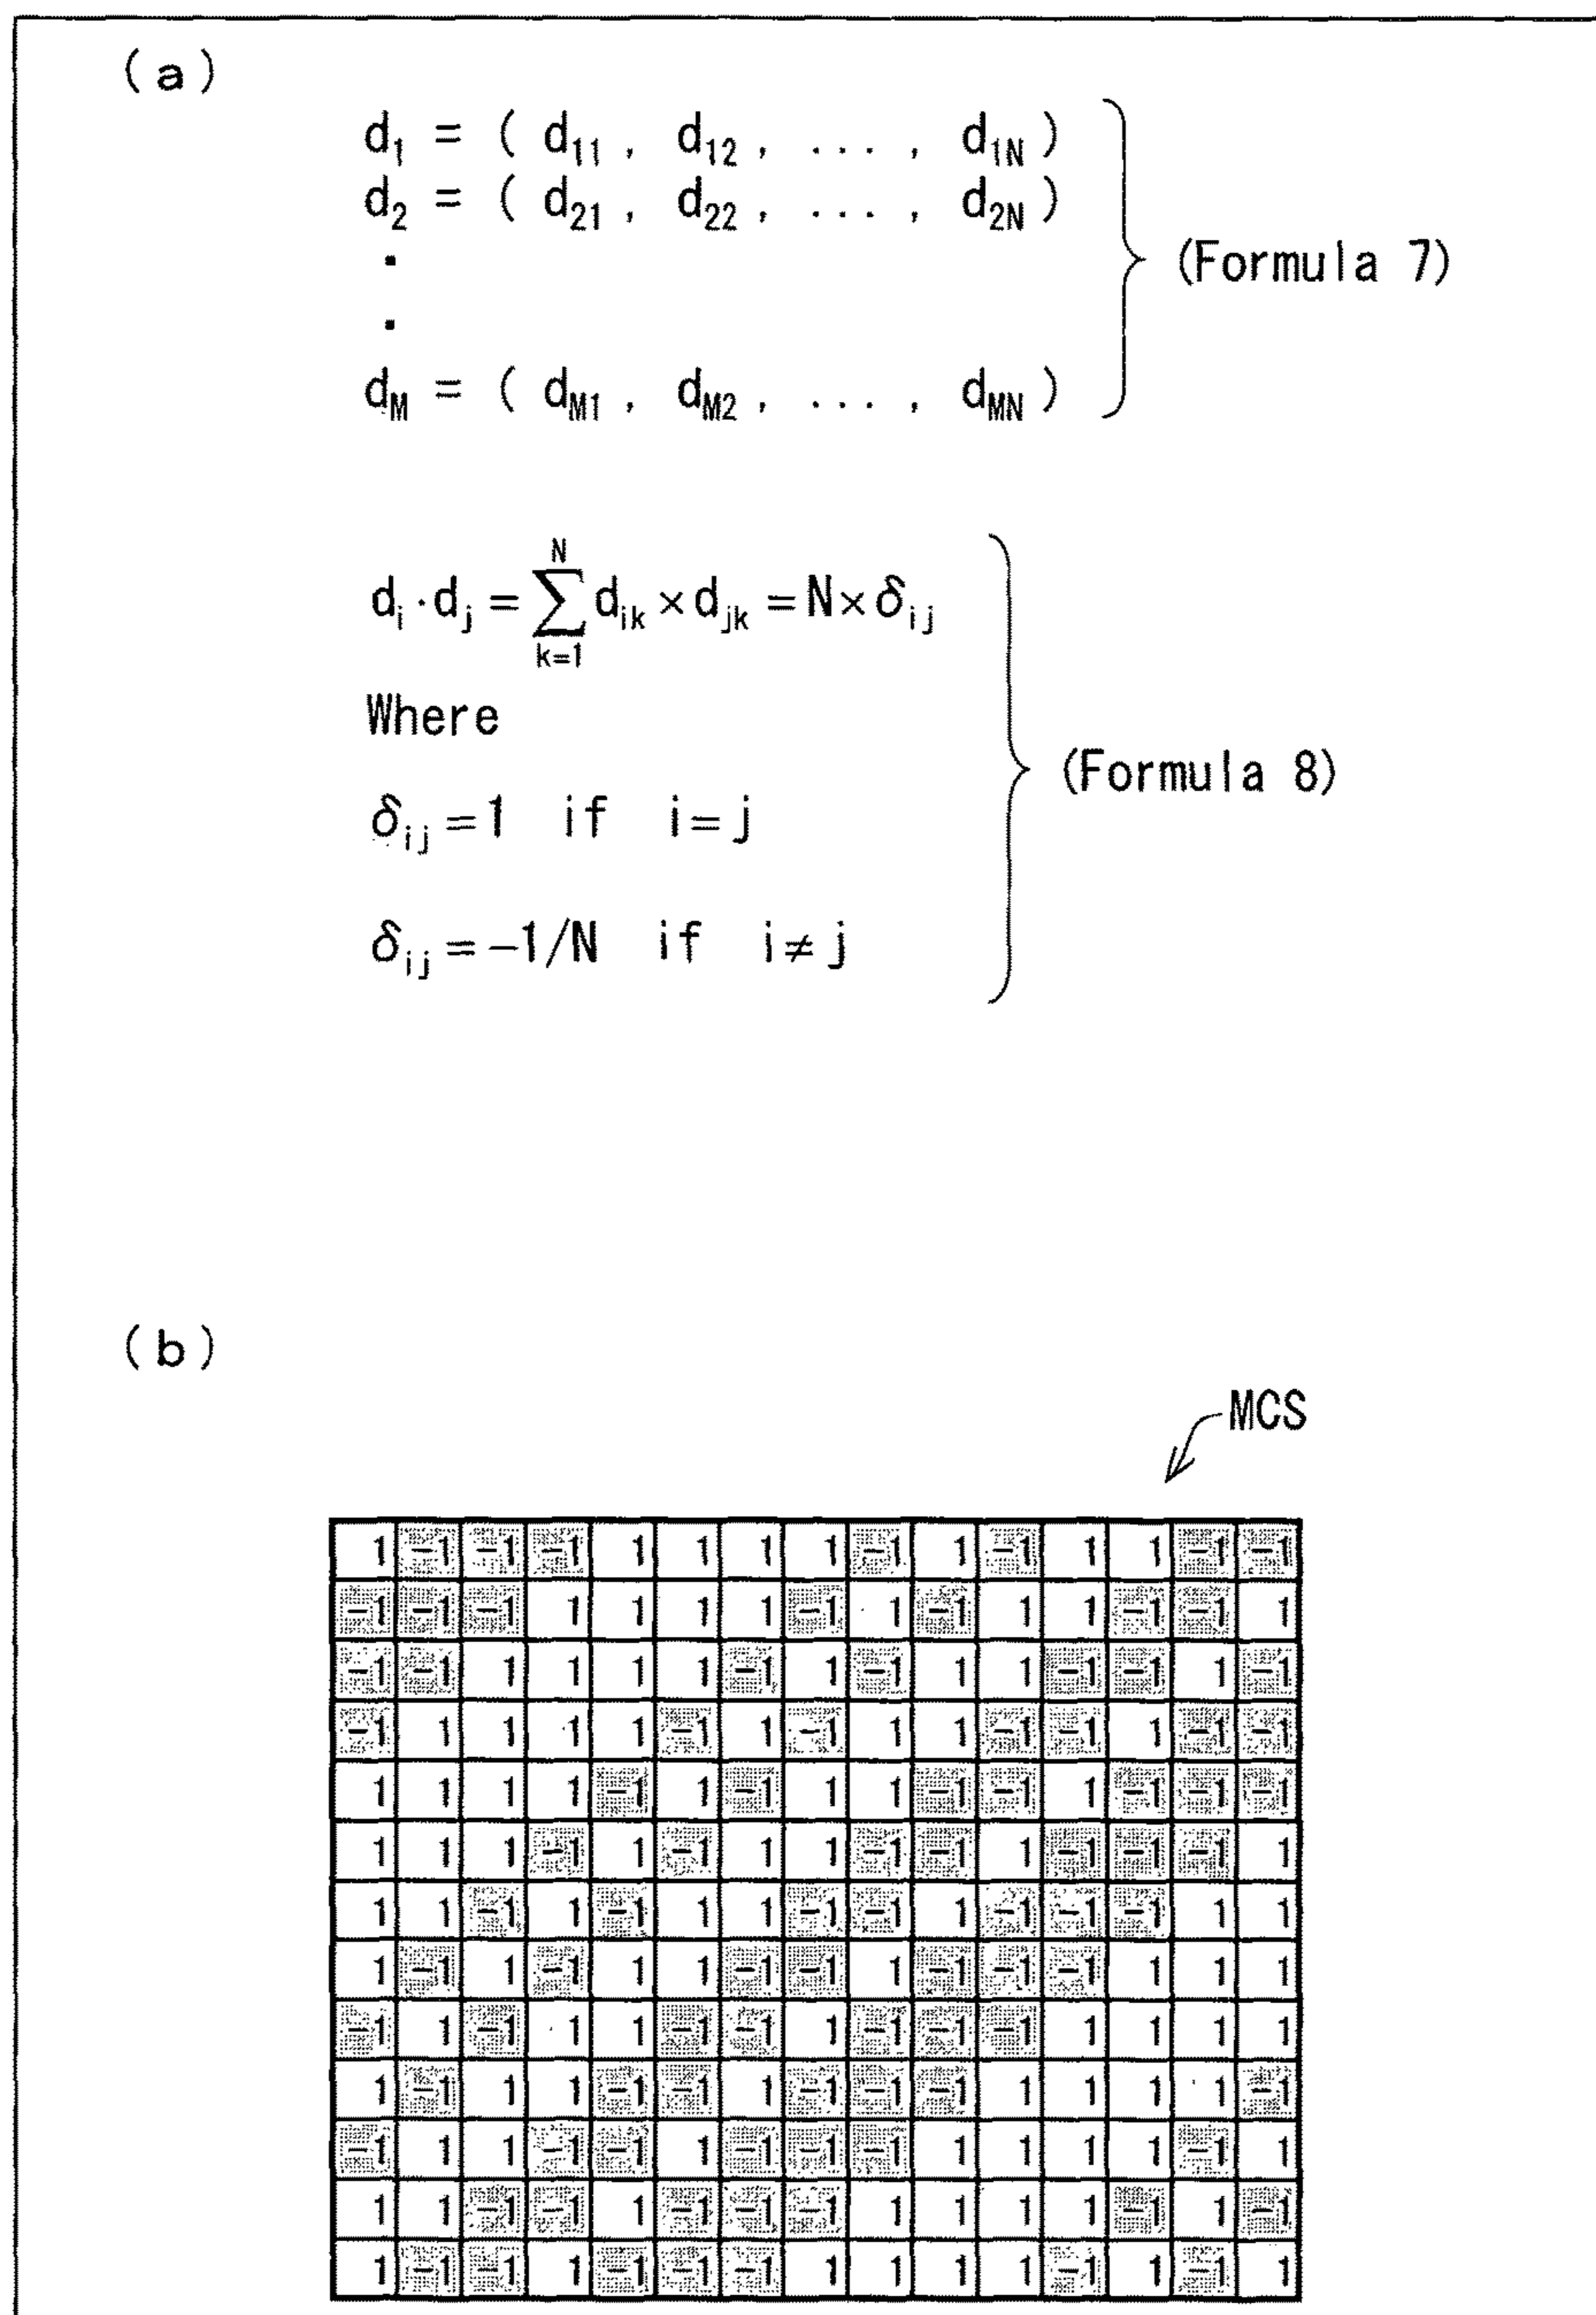 (a)
d₁ = ( d₁₁ , d₁₂ , ... , d₁N )
d₂ = ( d₂₁ , d₂₂ , ... , d₂N )
.
.
dM = ( dM1 , dM2 , ... , dMN )
(Formula 7)
dᵢ · dⱼ = ∑ₖ₌₁ᴺ dᵢₖ × dⱼₖ = N × δᵢⱼ
Where
δᵢⱼ = 1 if i = j
δᵢⱼ = −1/N if i ≠ j
(Formula 8)
(b)
MCS
1 -1 -1 -1 1 1 1 1 -1 1 -1 1 1 -1 -1
-1 -1 -1 1 1 1 1 -1 1 -1 1 1 -1 -1 1
-1 -1 1 1 1 1 -1 1 -1 1 1 -1 -1 1 -1
-1 1 1 1 1 -1 1 -1 1 1 -1 -1 1 -1 -1
1 1 1 1 -1 1 -1 1 1 -1 -1 1 -1 -1 -1
1 1 1 -1 1 -1 1 1 -1 -1 1 -1 -1 -1 1
1 1 -1 1 -1 1 1 -1 -1 1 -1 -1 -1 1 1
1 -1 1 -1 1 1 -1 -1 1 -1 -1 -1 1 1 1
-1 1 -1 1 1 -1 -1 1 -1 -1 -1 1 1 1 1
1 -1 1 1 -1 -1 1 -1 -1 -1 1 1 1 1 -1
-1 1 1 -1 -1 1 -1 -1 -1 1 1 1 1 -1 1
1 1 -1 -1 1 -1 -1 -1 1 1 1 1 -1 1 -1
1 -1 -1 1 -1 -1 -1 1 1 1 1 -1 1 -1 1